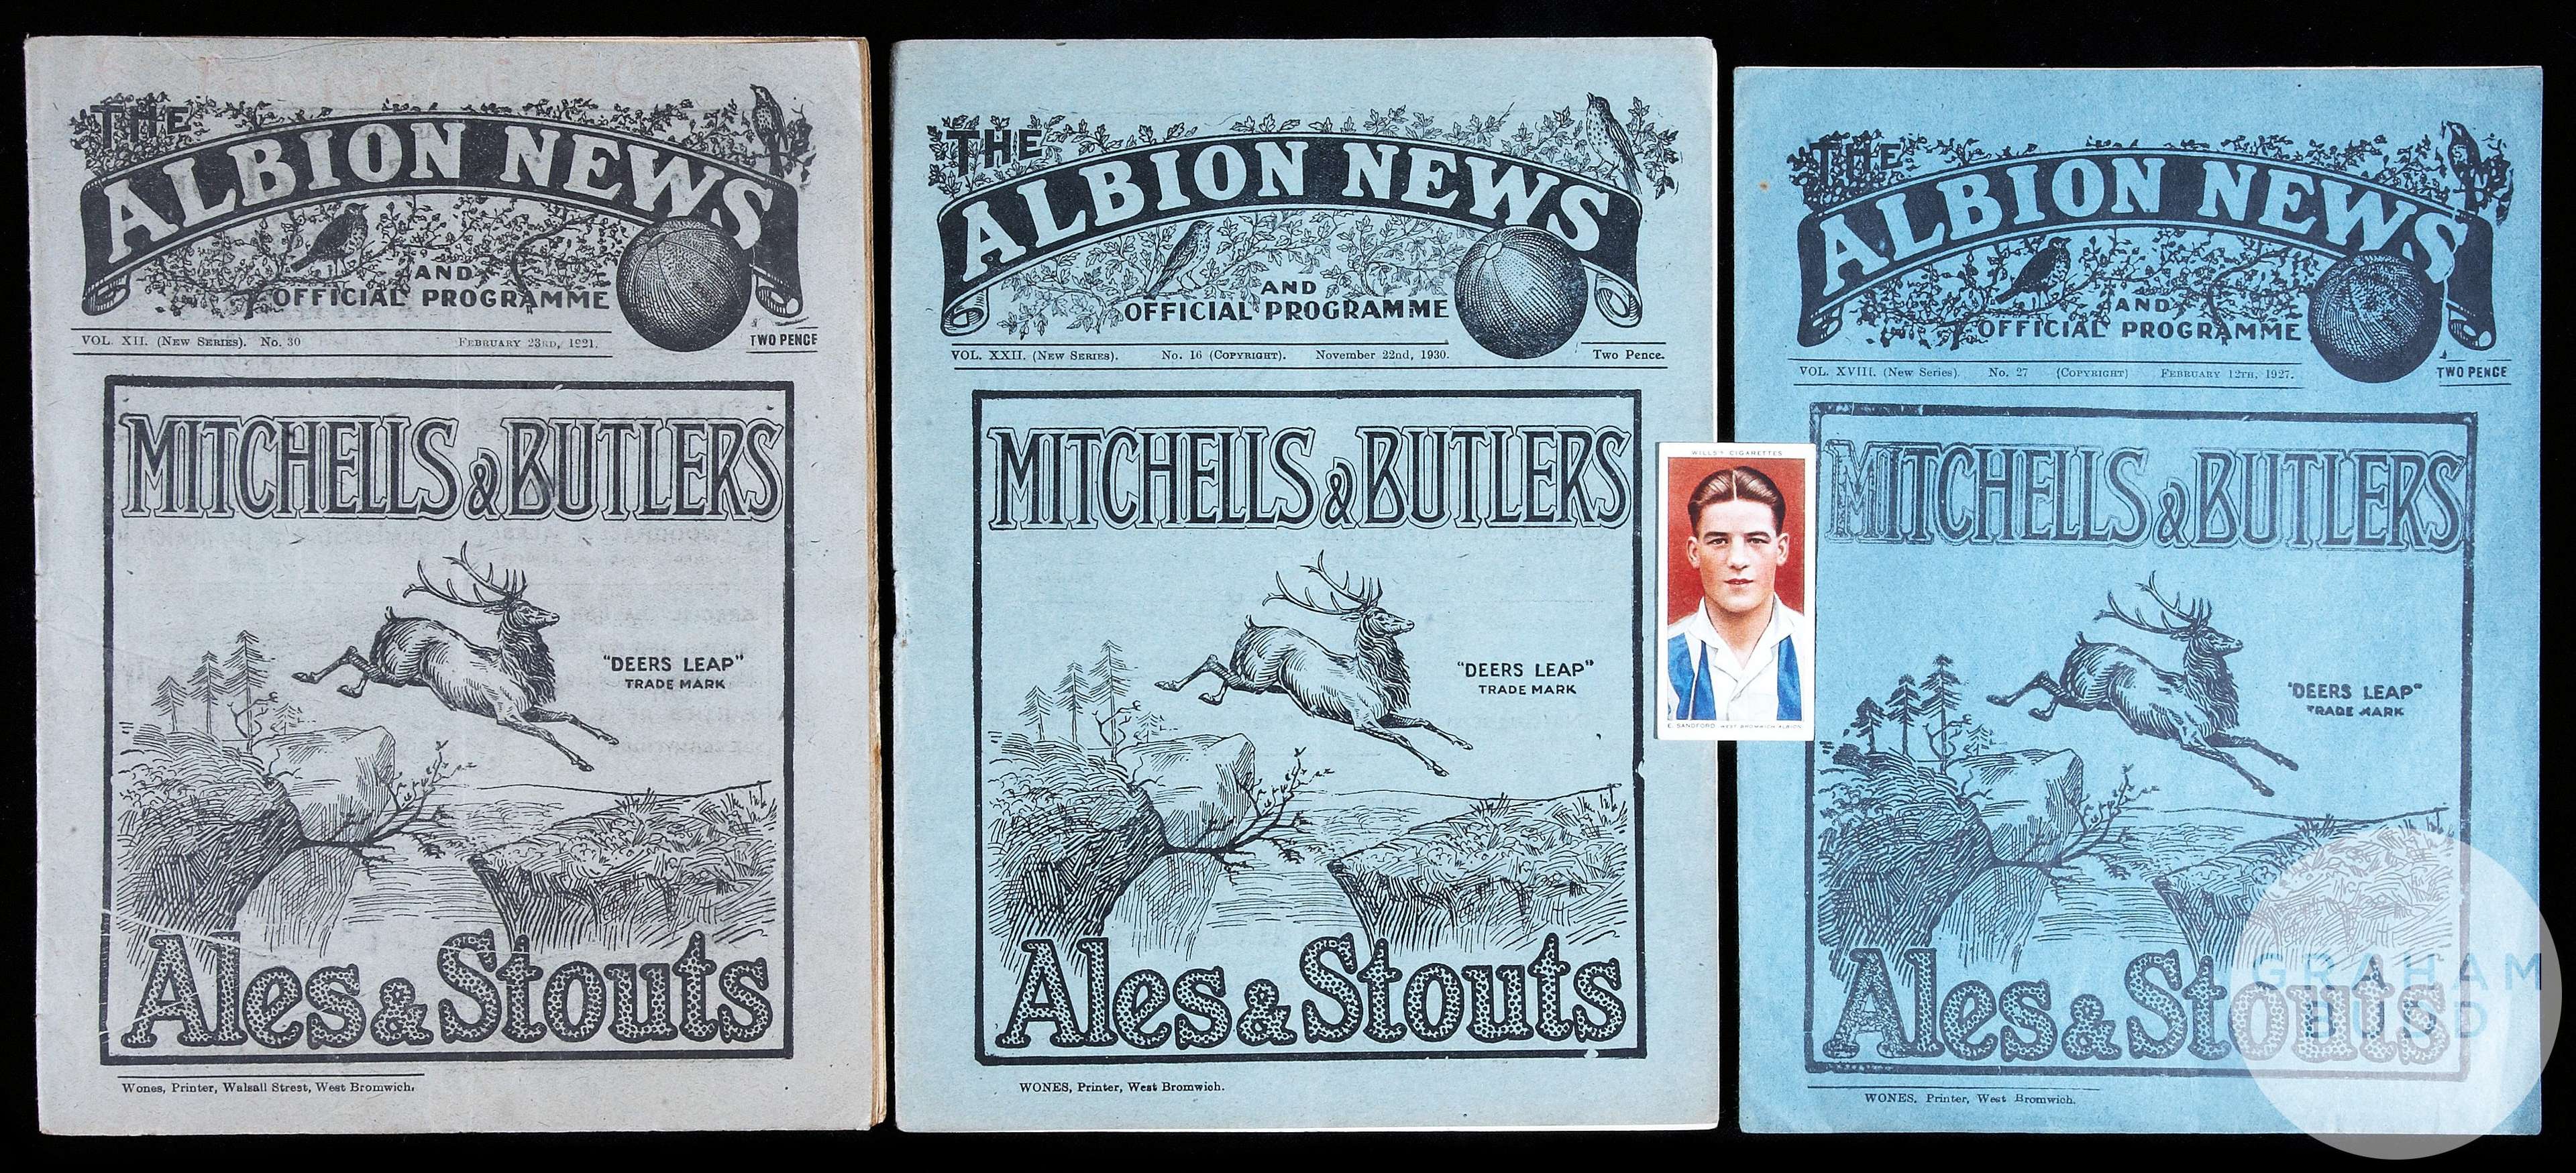 THE
ALBION NEWS
AND
OFFICIAL PROGRAMME
VOL. XII. (NEW SERIES). No. 30 FEBRUARY 23RD, 1921. TWO PENCE
MITCHELLS & BUTLERS
"DEERS LEAP"
TRADE MARK
Ales & Stouts
Wones, Printer, Walsall Street, West Bromwich.
THE
ALBION NEWS
AND
OFFICIAL PROGRAMME
VOL. XXII. (NEW SERIES). No. 16 (COPYRIGHT). November 22nd, 1930. Two Pence.
MITCHELLS & BUTLERS
"DEERS LEAP"
TRADE MARK
Ales & Stouts
WONES, Printer, West Bromwich.
WILLS'S CIGARETTES
E. SANDFORD WEST BROMWICH ALBION
THE
ALBION NEWS
AND
OFFICIAL PROGRAMME
VOL. XVIII. (New Series). No. 27 (COPYRIGHT) FEBRUARY 12TH, 1927. TWO PENCE
MITCHELLS & BUTLERS
"DEERS LEAP"
TRADE MARK
Ales & Stouts
WONES, Printer, West Bromwich.
GRAHAM
BUDD